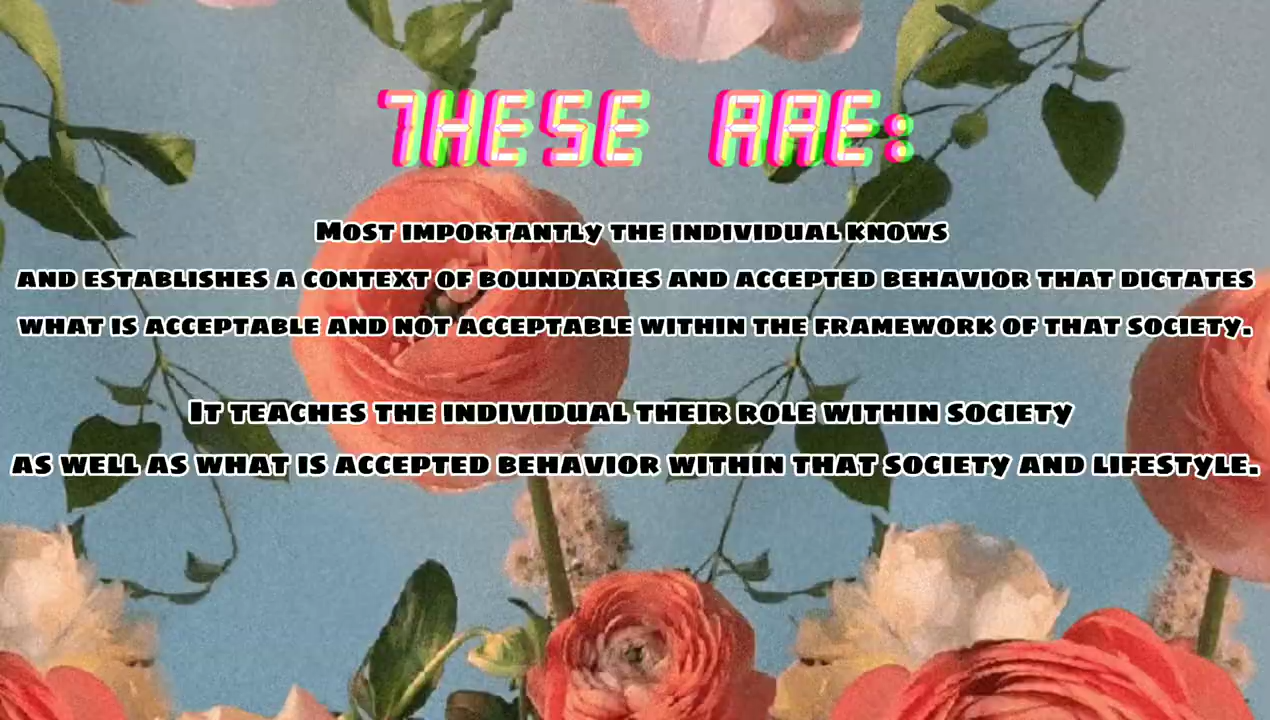 THESE ARE:
Most importantly the individual knows
and establishes a context of boundaries and accepted behavior that dictates
what is acceptable and not acceptable within the framework of that society.
It teaches the individual their role within society
as well as what is accepted behavior within that society and lifestyle.